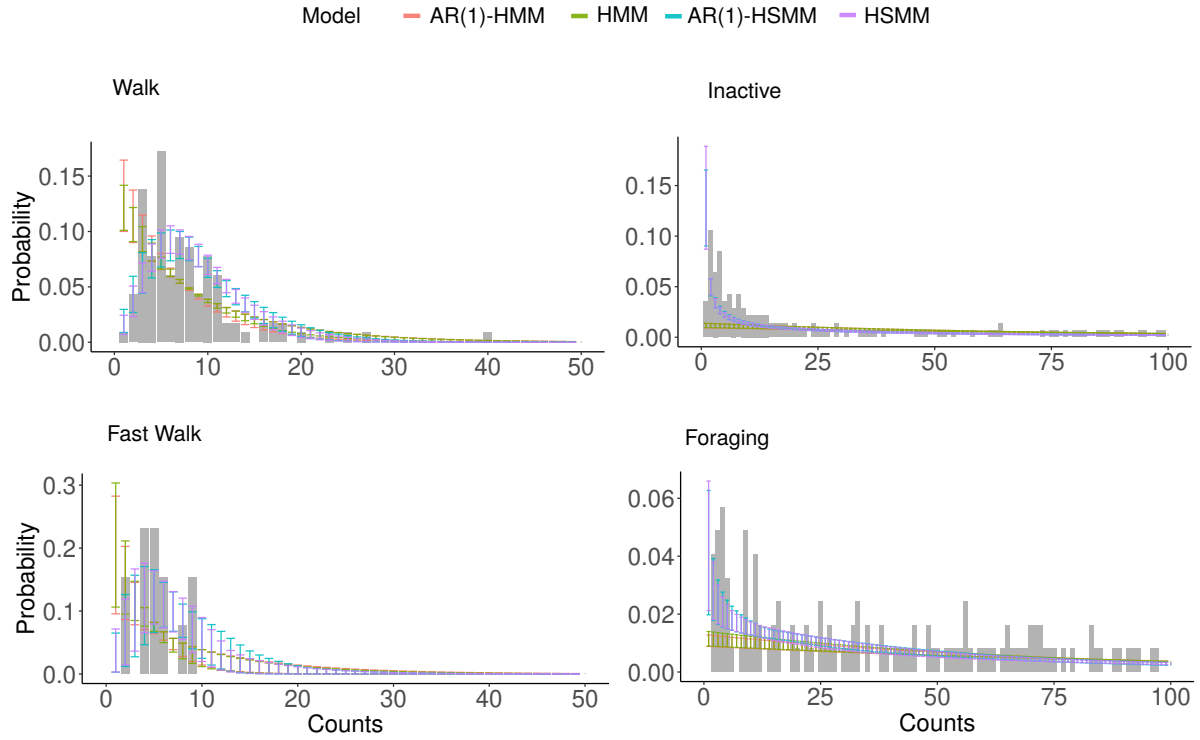 Model AR(1)-HMM HMM AR(1)-HSMM HSMM
Walk
Probability
0.15
0.10
0.05
0.00
0 10 20 30 40 50
Inactive
0.15
0.10
0.05
0.00
0 25 50 75 100
Fast Walk
Probability
0.3
0.2
0.1
0.0
0 10 20 30 40 50
Counts
Foraging
0.06
0.04
0.02
0.00
0 25 50 75 100
Counts